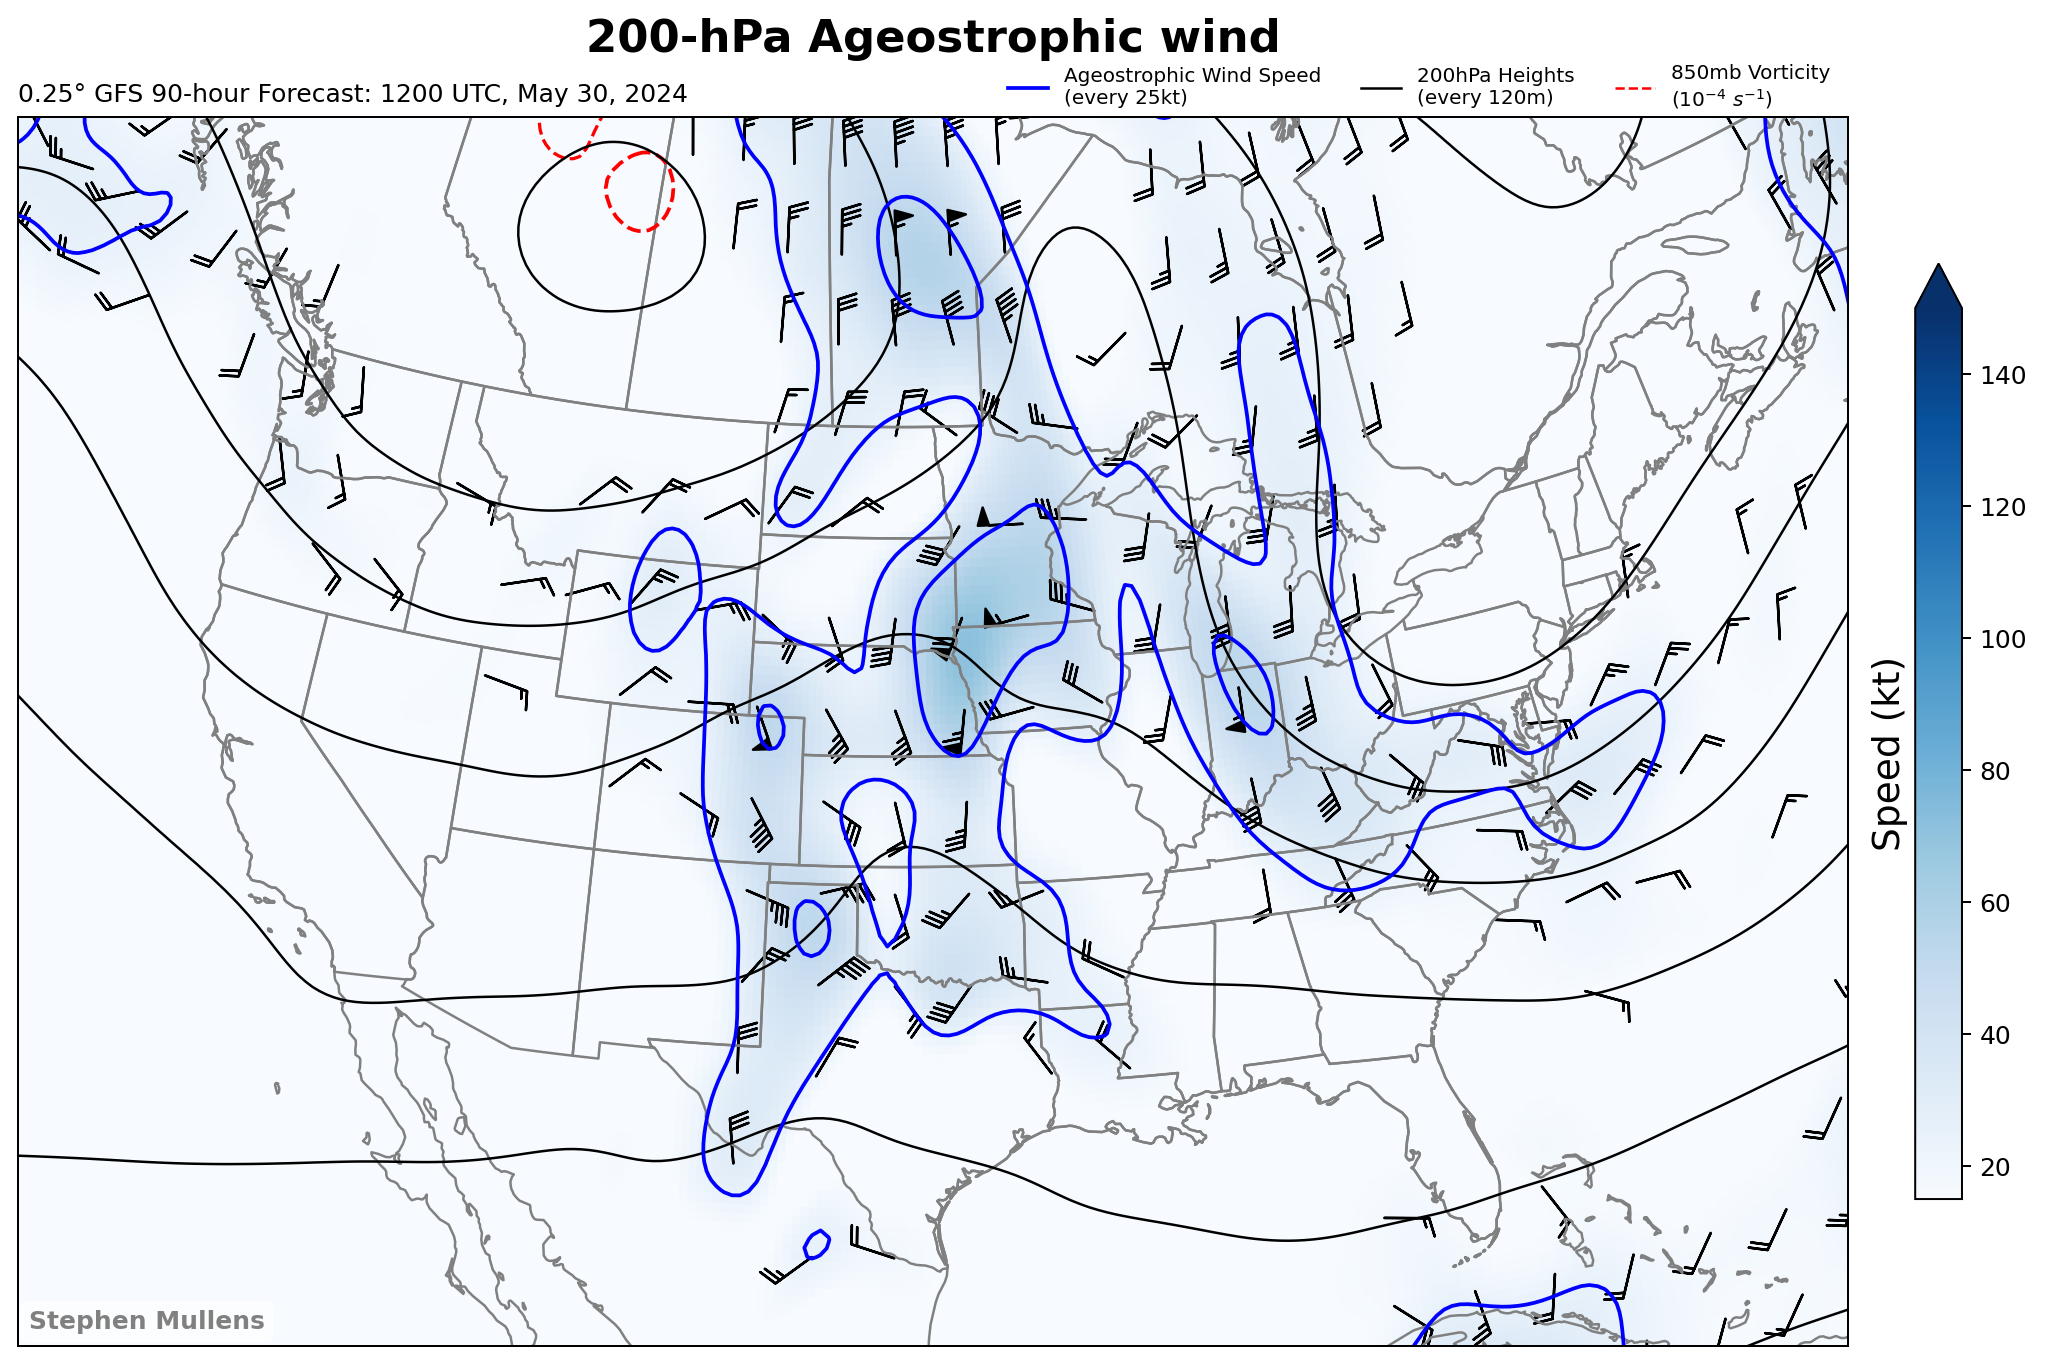 200-hPa Ageostrophic wind
0.25° GFS 90-hour Forecast: 1200 UTC, May 30, 2024
Ageostrophic Wind Speed
(every 25kt)
200hPa Heights
(every 120m)
850mb Vorticity
(10⁻⁴ s⁻¹)
140
120
100
80
60
40
20
Speed (kt)
Stephen Mullens